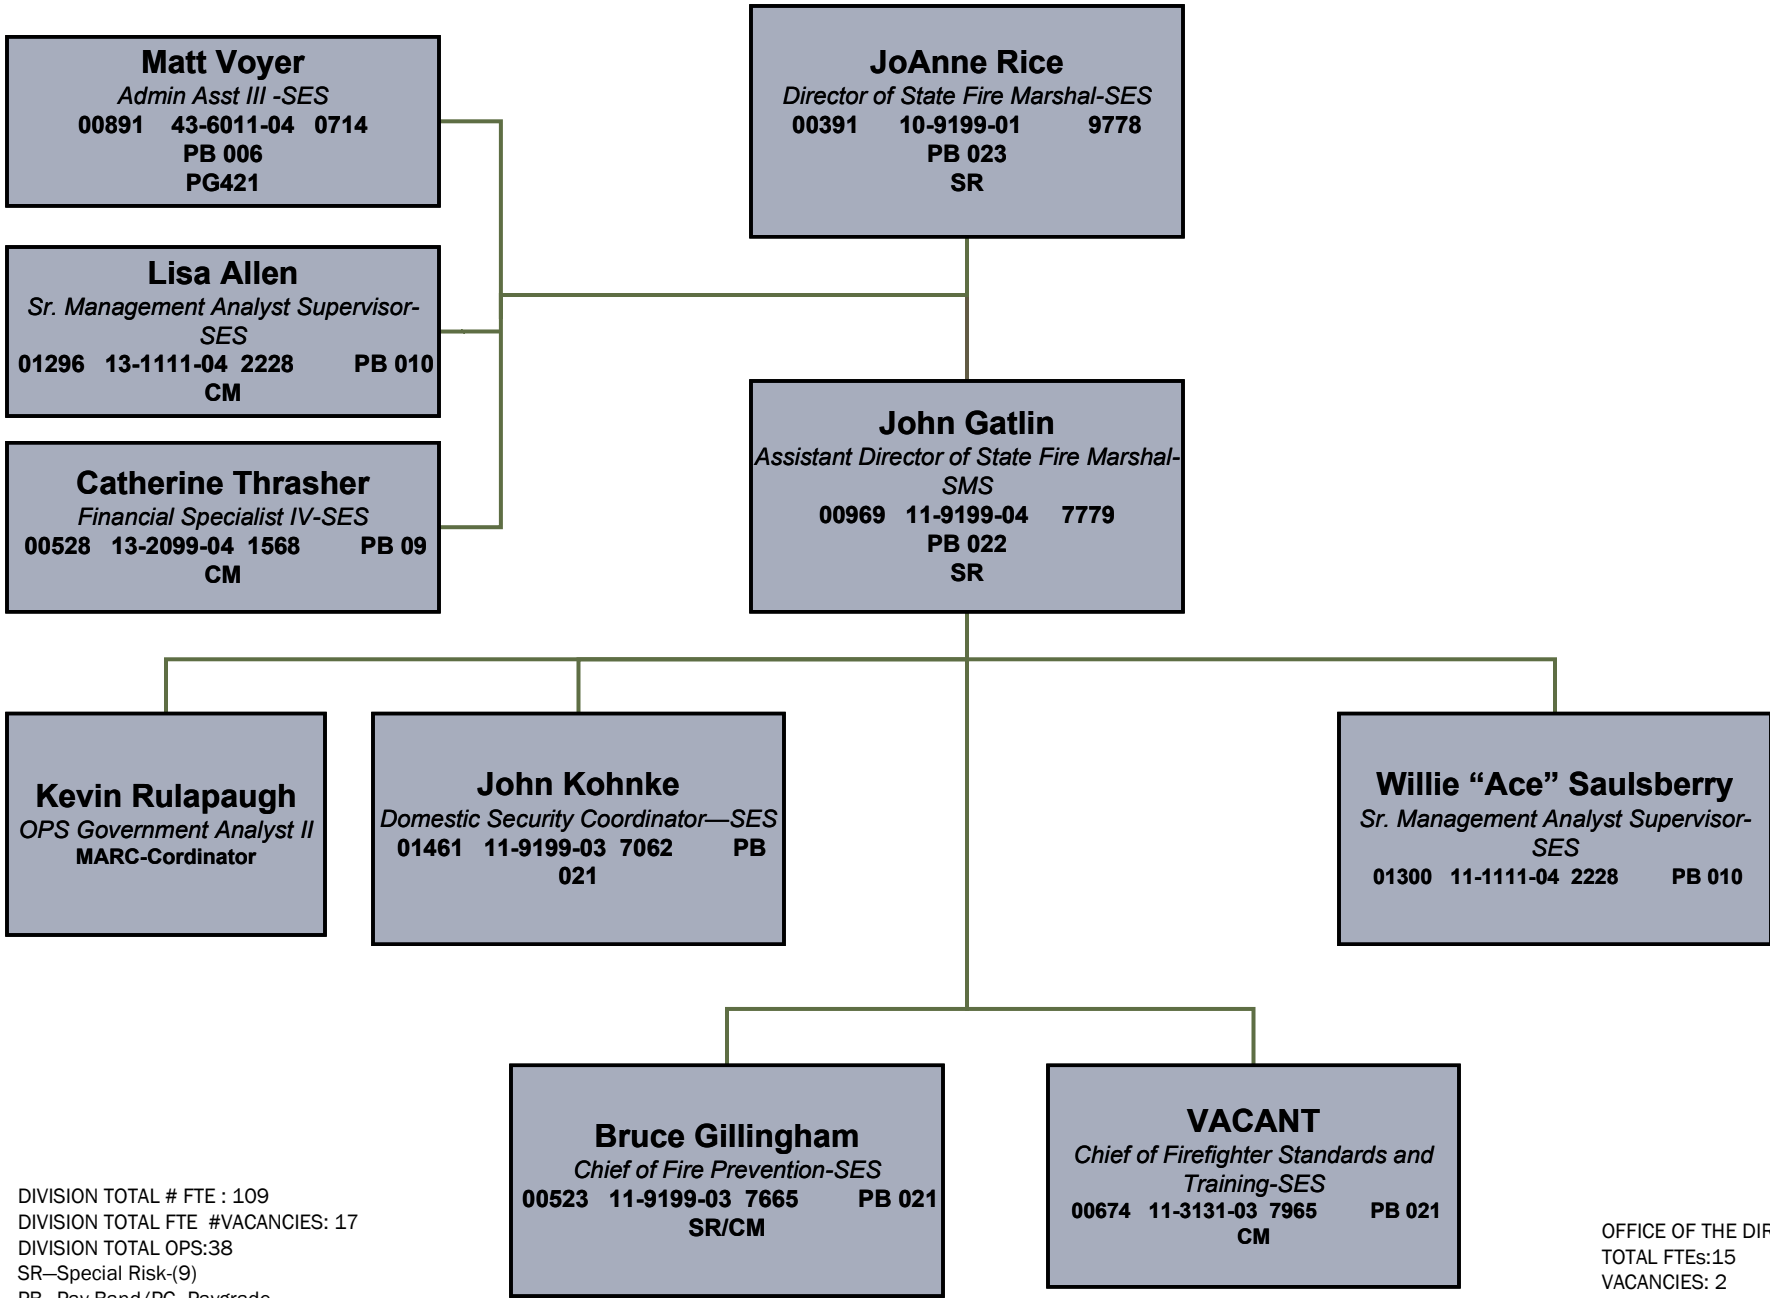 JoAnne Rice
Director of State Fire Marshal-SES
00391 10-9199-01 9778
PB 023
SR
Matt Voyer
Admin Asst III -SES
00891 43-6011-04 0714
PB 006
PG421
Lisa Allen
Sr. Management Analyst Supervisor-
SES
01296 13-1111-04 2228 PB 010
CM
Catherine Thrasher
Financial Specialist IV-SES
00528 13-2099-04 1568 PB 09
CM
John Gatlin
Assistant Director of State Fire Marshal-
SMS
00969 11-9199-04 7779
PB 022
SR
Kevin Rulapaugh
OPS Government Analyst II
MARC-Cordinator
John Kohnke
Domestic Security Coordinator—SES
01461 11-9199-03 7062 PB
021
Willie “Ace” Saulsberry
Sr. Management Analyst Supervisor-
SES
01300 11-1111-04 2228 PB 010
Bruce Gillingham
Chief of Fire Prevention-SES
00523 11-9199-03 7665 PB 021
SR/CM
VACANT
Chief of Firefighter Standards and
Training-SES
00674 11-3131-03 7965 PB 021
CM
DIVISION TOTAL # FTE : 109
DIVISION TOTAL FTE #VACANCIES: 17
DIVISION TOTAL OPS:38
SR—Special Risk-(9)
PB- Pay Band/PG- Paygrade
OFFICE OF THE DIR
TOTAL FTEs:15
VACANCIES: 2